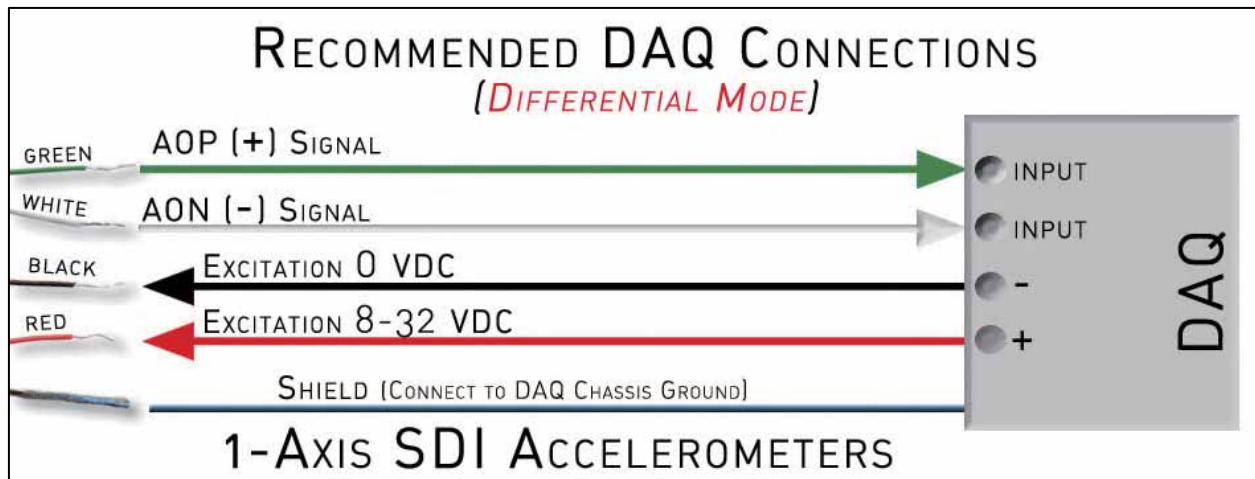 RECOMMENDED DAQ CONNECTIONS
(DIFFERENTIAL MODE)
GREEN
AOP (+) SIGNAL
INPUT
WHITE
AON (-) SIGNAL
INPUT
BLACK
EXCITATION 0 VDC
-
RED
EXCITATION 8-32 VDC
+
DAQ
SHIELD (CONNECT TO DAQ CHASSIS GROUND)
1-AXIS SDI ACCELEROMETERS